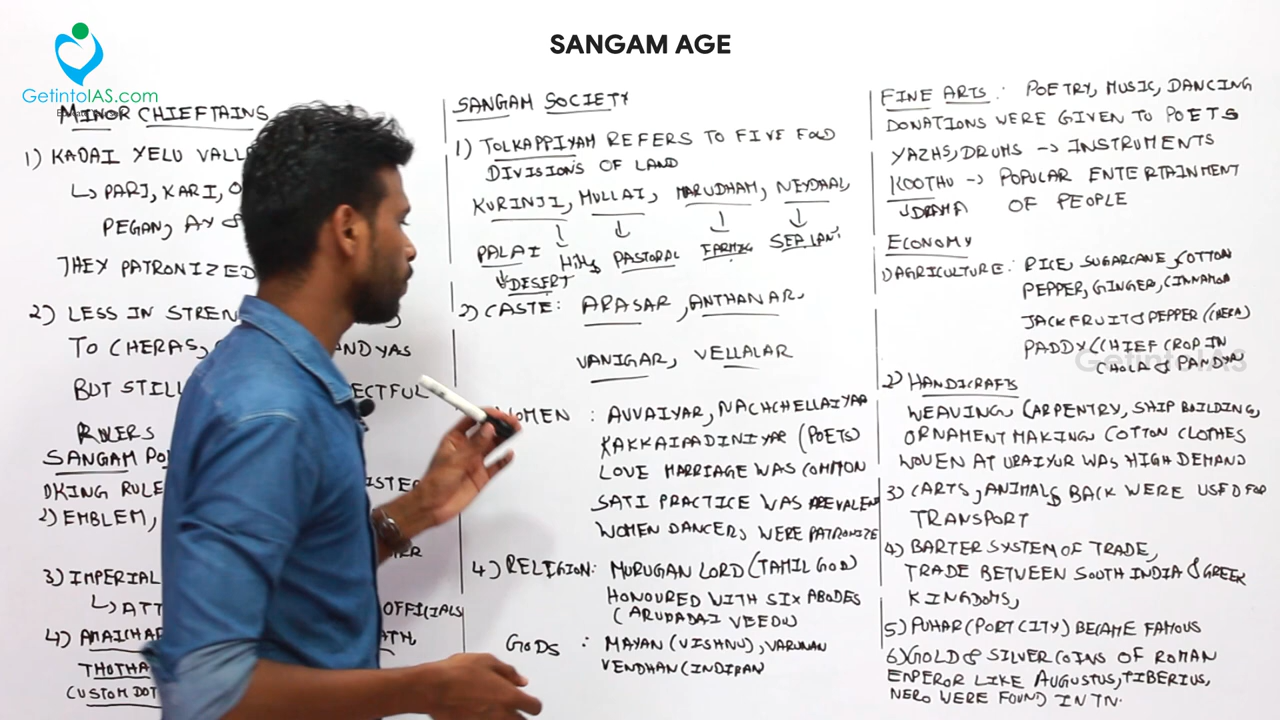 SANGAM AGE
GetintoIAS.com
MINOR CHIEFTAINS
1) KADAI YELU VALL
↳ PARI, KARI, O
PEGAN, AY &
THEY PATRONIZED
2) LESS IN STREN
TO CHERAS, NDYAS
BUT STILL ECTFUL
RULERS
SANGAM PO
1) KING RULE ISTER
2) EMBLEM,
3) IMPERIAL
↳ ATT OFFICIALS
4) AMAICHA ATH,
THOTHA
CUSTOM DOT
SANGAM SOCIETY
1) TOLKAPPIYAM REFERS TO FIVE FOLD
DIVISIONS OF LAND
KURINJI, MULLAI, MARUDHAM, NEYDHAL,
PALAI HILLS PASTORAL FARMING SEA LAN
DESERT
2) CASTE: ARASAR, ANTHANAR,
VANIGAR, VELLALAR
WOMEN : AVVAIYAR, NACHCHELLAIYAR
KAKKAIPADINIYAR (POETS)
LOVE MARRIAGE WAS COMMON
SATI PRACTICE WAS PREVALEN
WOMEN DANCERS WERE PATRONIZE
4) RELIGION: MURUGAN LORD (TAMIL GOD)
HONOURED WITH SIX ABODES
(ARUDADAI VEEDU)
GODS : MAYAN (VISHNU), VARUNAN
VENDHAN (INDIRAN
FINE ARTS : POETRY, MUSIC, DANCING
DONATIONS WERE GIVEN TO POETS
YAZHS, DRUMS → INSTRUMENTS
KOOTHU → POPULAR ENTERTAINMENT
↓DRAMA OF PEOPLE
ECONOMY
1) AGRICULTURE: RICE, SUGARCANE, COTTON
PEPPER, GINGER, CINNAMON
JACKFRUIT & PEPPER (CHERA)
PADDY (CHIEF CROP IN
CHOLA & PANDYA
GetintoIAS
2) HANDICRAFTS
WEAVING CARPENTRY, SHIP BUILDING,
ORNAMENT MAKING COTTON CLOTHES
WOVEN AT URAIYUR WAS HIGH DEMAND
3) CARTS, ANIMALS BACK WERE USED FOR
TRANSPORT
4) BARTER SYSTEM OF TRADE,
TRADE BETWEEN SOUTH INDIA & GREEK
KINGDOMS,
5) PUHAR (PORT CITY) BECAME FAMOUS
6) GOLD & SILVER COINS OF ROMAN
EMPEROR LIKE AUGUSTUS, TIBERIUS,
NERO WERE FOUND IN TN.